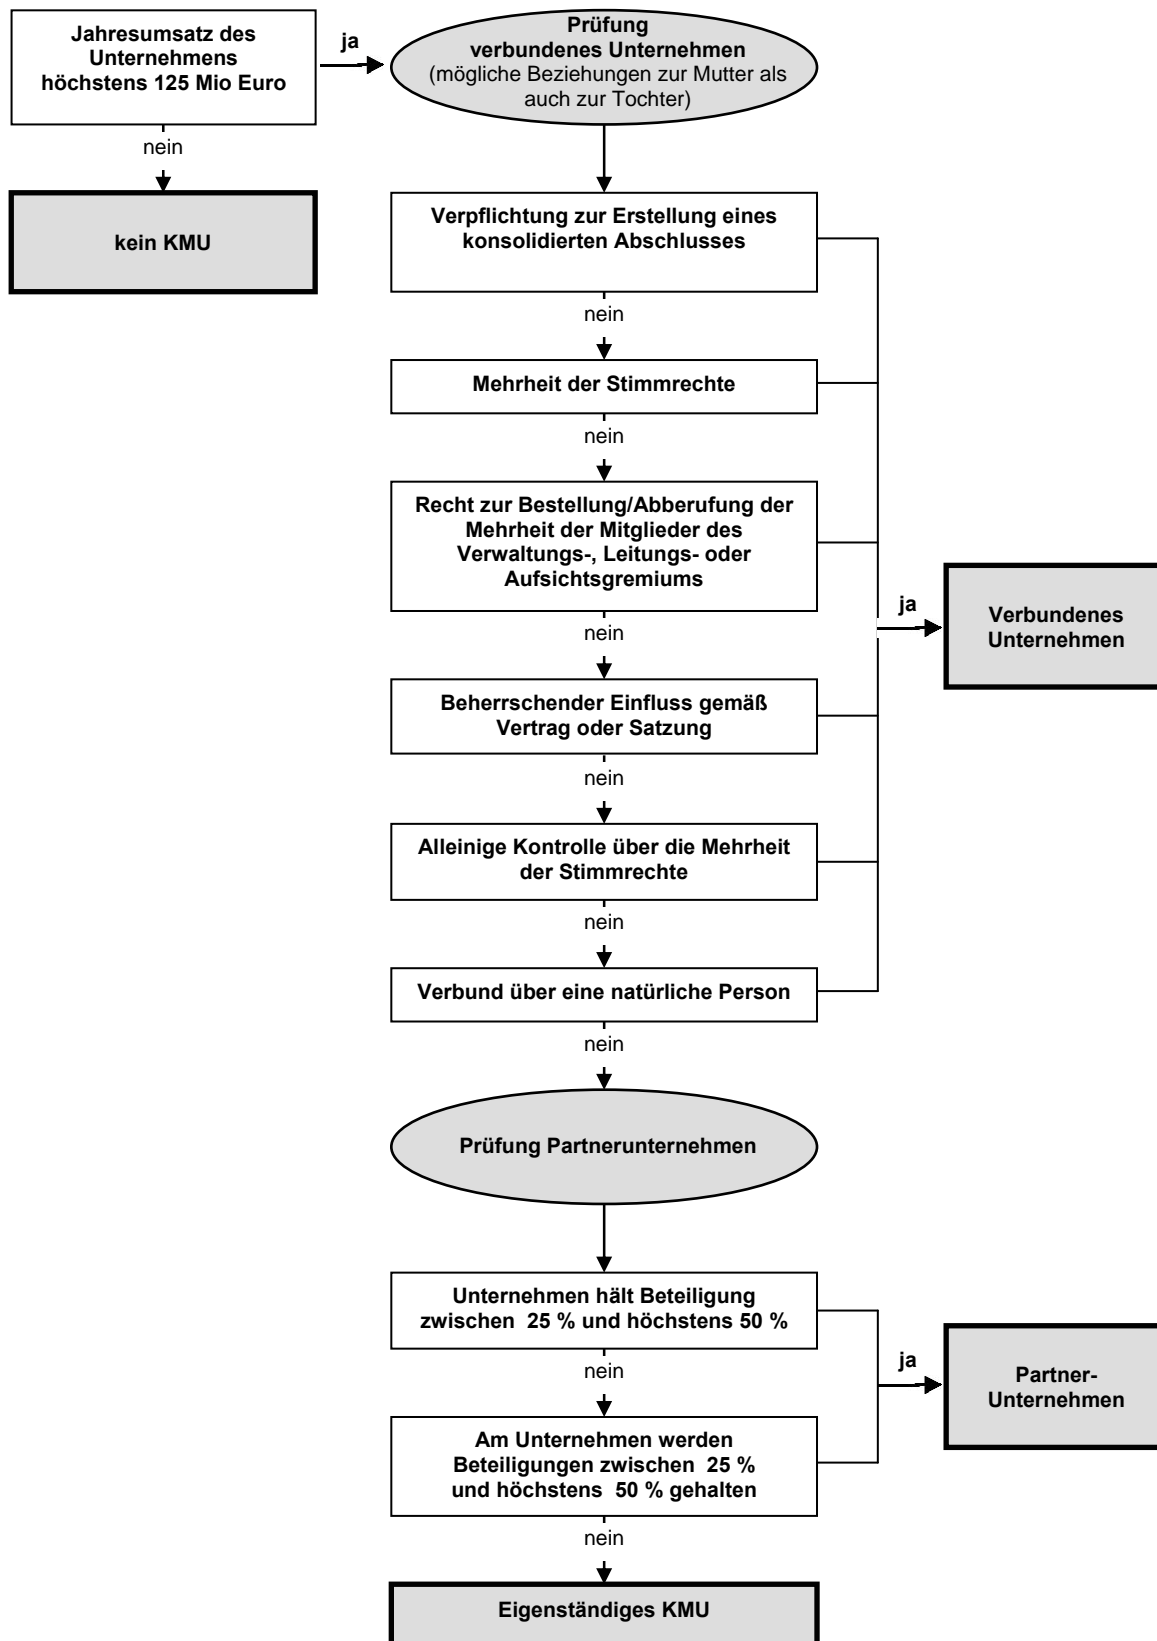 Jahresumsatz des
Unternehmens
höchstens 125 Mio Euro
ja
Prüfung
verbundenes Unternehmen
(mögliche Beziehungen zur Mutter als
auch zur Tochter)
nein
kein KMU
Verpflichtung zur Erstellung eines
konsolidierten Abschlusses
nein
Mehrheit der Stimmrechte
nein
Recht zur Bestellung/Abberufung der
Mehrheit der Mitglieder des
Verwaltungs-, Leitungs- oder
Aufsichtsgremiums
ja
Verbundenes
Unternehmen
nein
Beherrschender Einfluss gemäß
Vertrag oder Satzung
nein
Alleinige Kontrolle über die Mehrheit
der Stimmrechte
nein
Verbund über eine natürliche Person
nein
Prüfung Partnerunternehmen
Unternehmen hält Beteiligung
zwischen 25 % und höchstens 50 %
nein
ja
Partner-
Unternehmen
Am Unternehmen werden
Beteiligungen zwischen 25 %
und höchstens 50 % gehalten
nein
Eigenständiges KMU